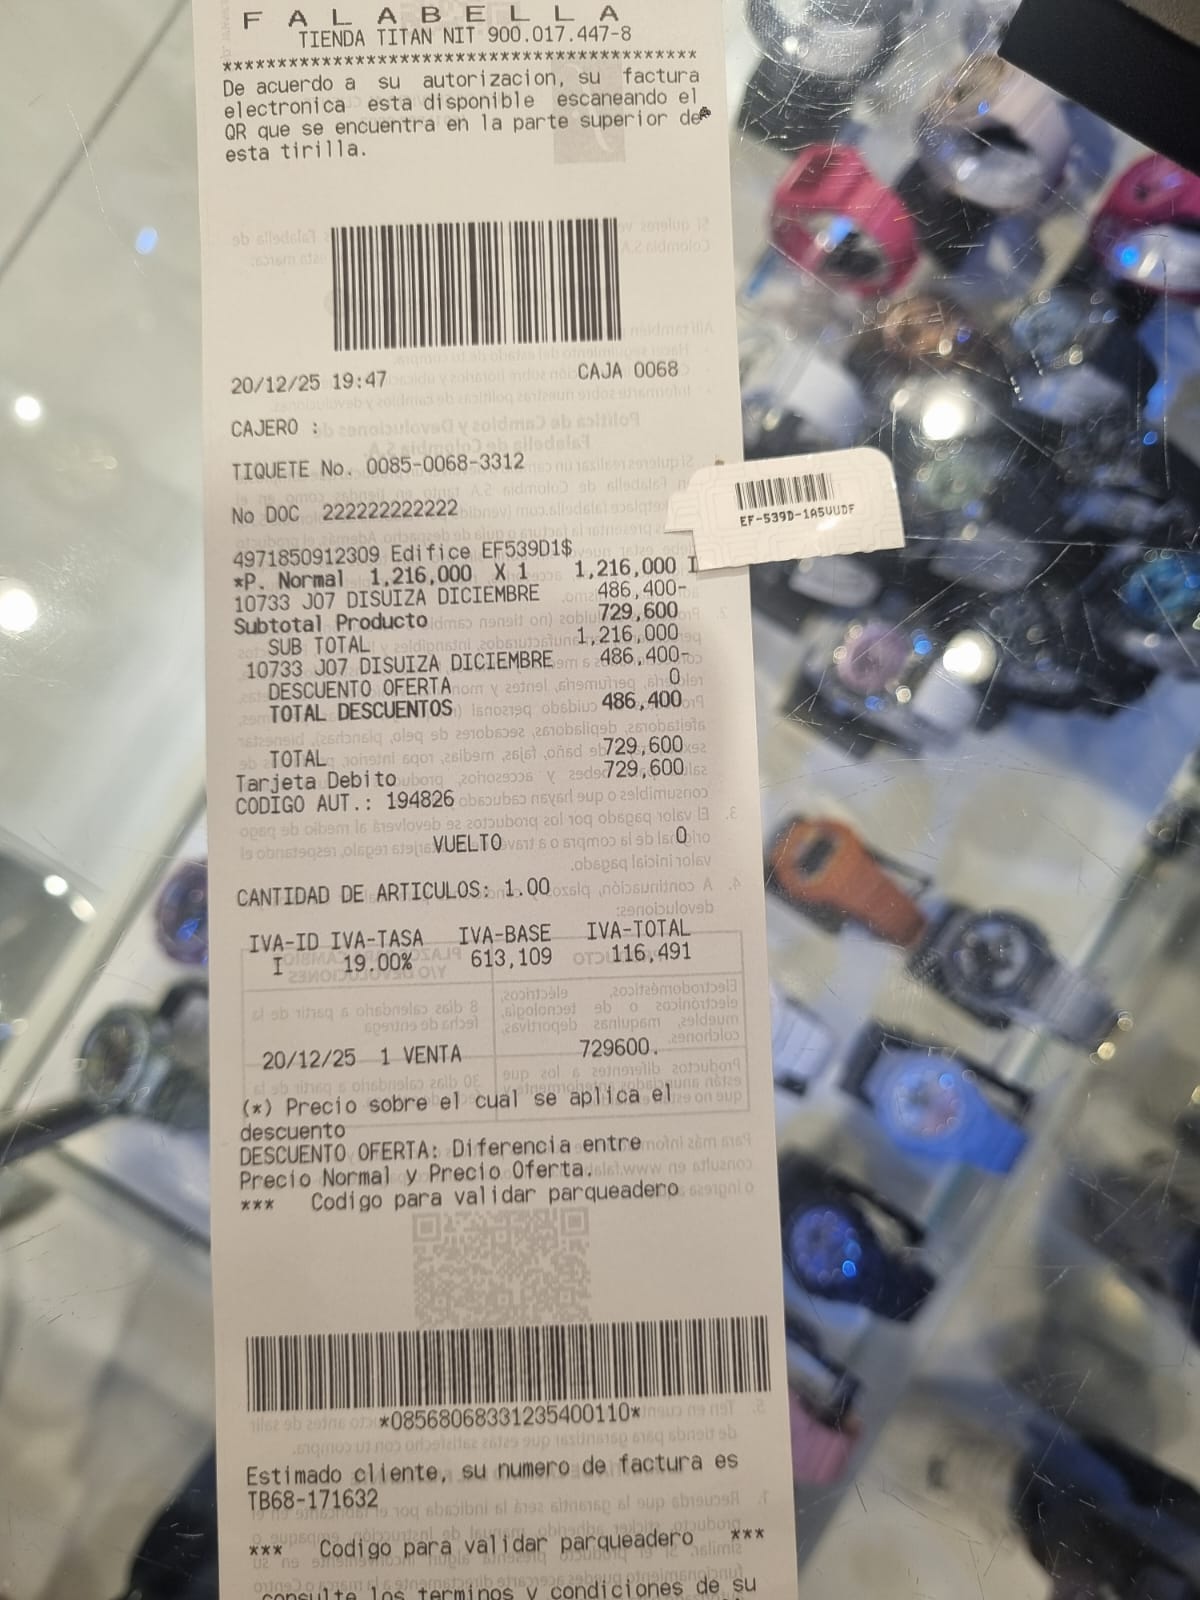 F A L A B E L L A
TIENDA TITAN NIT 900.017.447-8
********************************************
De acuerdo a su autorizacion, su factura
electronica esta disponible escaneando el
QR que se encuentra en la parte superior de
esta tirilla.
20/12/25 19:47 CAJA 0068
CAJERO :
TIQUETE No. 0085-0068-3312
No DOC 222222222222
EF-539D-1A5VUDF
4971850912309 Edifice EF539D1$
*P. Normal 1,216,000 X 1 1,216,000 I
10733 J07 DISUIZA DICIEMBRE 486,400-
Subtotal Producto 729,600
SUB TOTAL 1,216,000
10733 J07 DISUIZA DICIEMBRE 486,400-
DESCUENTO OFERTA 0
TOTAL DESCUENTOS 486,400
TOTAL 729,600
Tarjeta Debito 729,600
CODIGO AUT.: 194826
VUELTO 0
CANTIDAD DE ARTICULOS: 1.00
IVA-ID IVA-TASA IVA-BASE IVA-TOTAL
I 19.00% 613,109 116,491
20/12/25 1 VENTA 729600.
(*) Precio sobre el cual se aplica el
descuento
DESCUENTO OFERTA: Diferencia entre
Precio Normal y Precio Oferta.
*** Codigo para validar parqueadero
*08568068331235400110*
Estimado cliente, su numero de factura es
TB68-171632
*** Codigo para validar parqueadero ***
consulte los terminos y condiciones de su